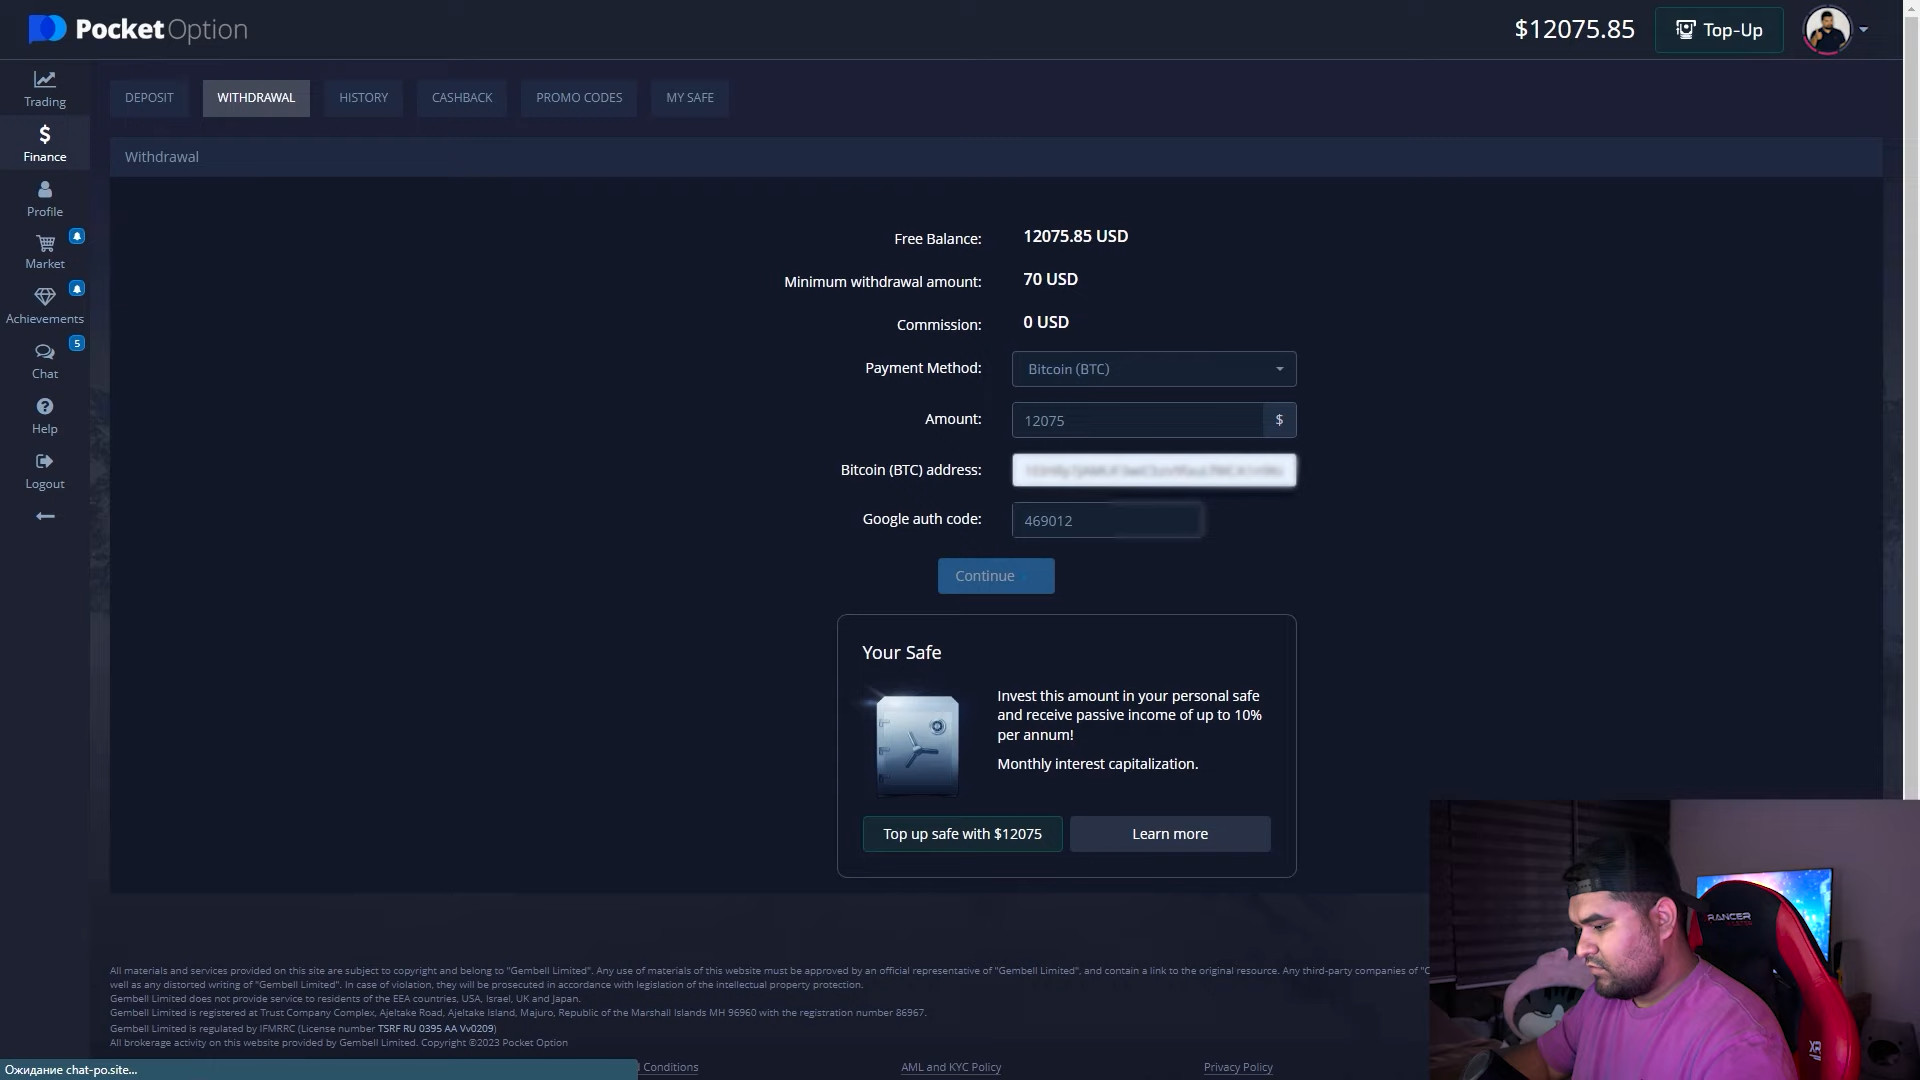 PocketOption
$12075.85
Top-Up
Trading
Finance
Profile
Market
Achievements
5
Chat
Help
Logout
DEPOSIT
WITHDRAWAL
HISTORY
CASHBACK
PROMO CODES
MY SAFE
Withdrawal
Free Balance: 12075.85 USD
Minimum withdrawal amount: 70 USD
Commission: 0 USD
Payment Method: Bitcoin (BTC)
Amount: 12075 $
Bitcoin (BTC) address:
Google auth code: 469012
Continue
Your Safe
Invest this amount in your personal safe
and receive passive income of up to 10%
per annum!
Monthly interest capitalization.
Top up safe with $12075
Learn more
All materials and services provided on this site are subject to copyright and belong to "Gembell Limited". Any use of materials of this website must be approved by an official representative of "Gembell Limited", and contain a link to the original resource. Any third-party companies of
well as any distorted writing of "Gembell Limited". In case of violation, they will be prosecuted in accordance with legislation of the intellectual property protection.
Gembell Limited does not provide service to residents of the EEA countries, USA, Israel, UK and Japan.
Gembell Limited is registered at Trust Company Complex, Ajeltake Road, Ajeltake Island, Majuro, Republic of the Marshall Islands MH 96960 with the registration number 86967.
Gembell Limited is regulated by IFMRRC (License number TSRF RU 0395 AA Vv0209)
All brokerage activity on this website provided by Gembell Limited. Copyright ©2023 Pocket Option
Conditions
AML and KYC Policy
Privacy Policy
Ожидание chat-po.site...
RANCER
XR